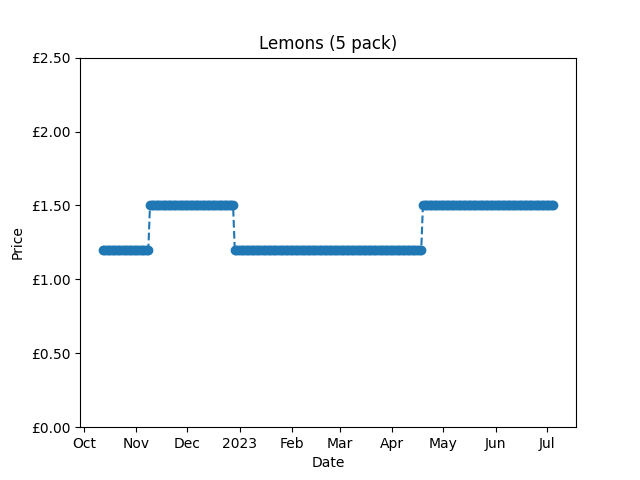 Lemons (5 pack)
£2.50
£2.00
£1.50
£1.00
£0.50
£0.00
Price
Oct Nov Dec 2023 Feb Mar Apr May Jun Jul
Date